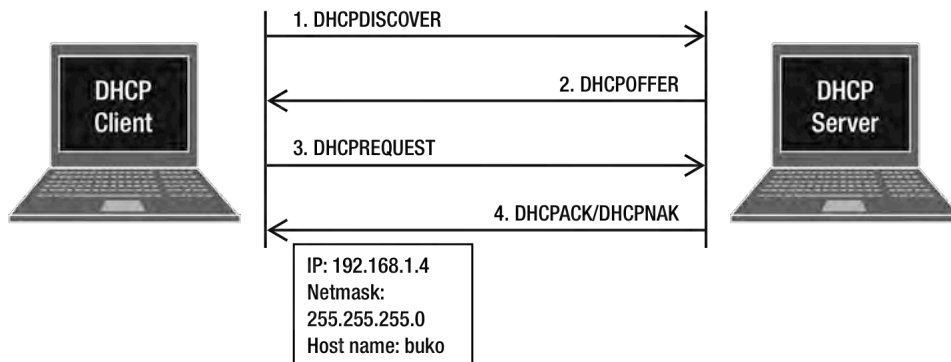 1. DHCPDISCOVER
DHCP
Client
DHCP
Server
2. DHCPOFFER
3. DHCPREQUEST
4. DHCPACK/DHCPNAK
IP: 192.168.1.4
Netmask:
255.255.255.0
Host name: buko